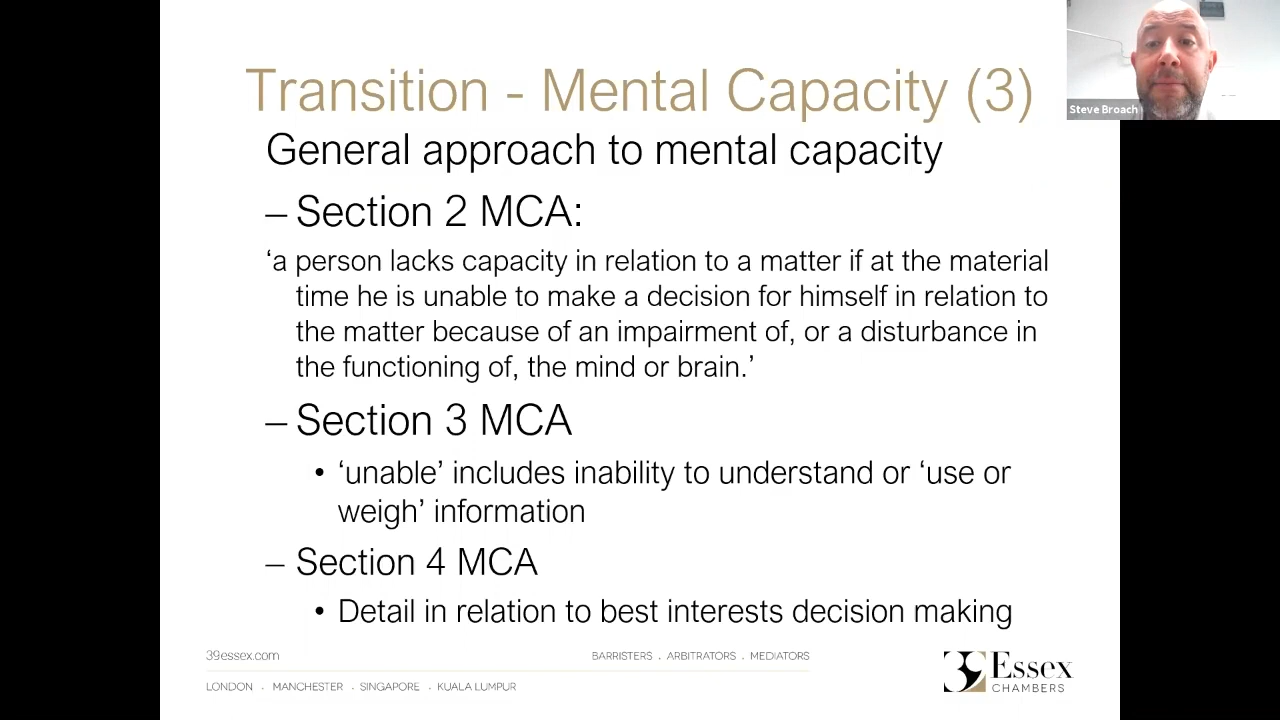 Transition - Mental Capacity (3)
Steve Broach
General approach to mental capacity
– Section 2 MCA:
‘a person lacks capacity in relation to a matter if at the material
time he is unable to make a decision for himself in relation to
the matter because of an impairment of, or a disturbance in
the functioning of, the mind or brain.’
– Section 3 MCA
• ‘unable’ includes inability to understand or ‘use or
weigh’ information
– Section 4 MCA
• Detail in relation to best interests decision making
39essex.com
BARRISTERS . ARBITRATORS . MEDIATORS
LONDON . MANCHESTER . SINGAPORE . KUALA LUMPUR
39 Essex
CHAMBERS